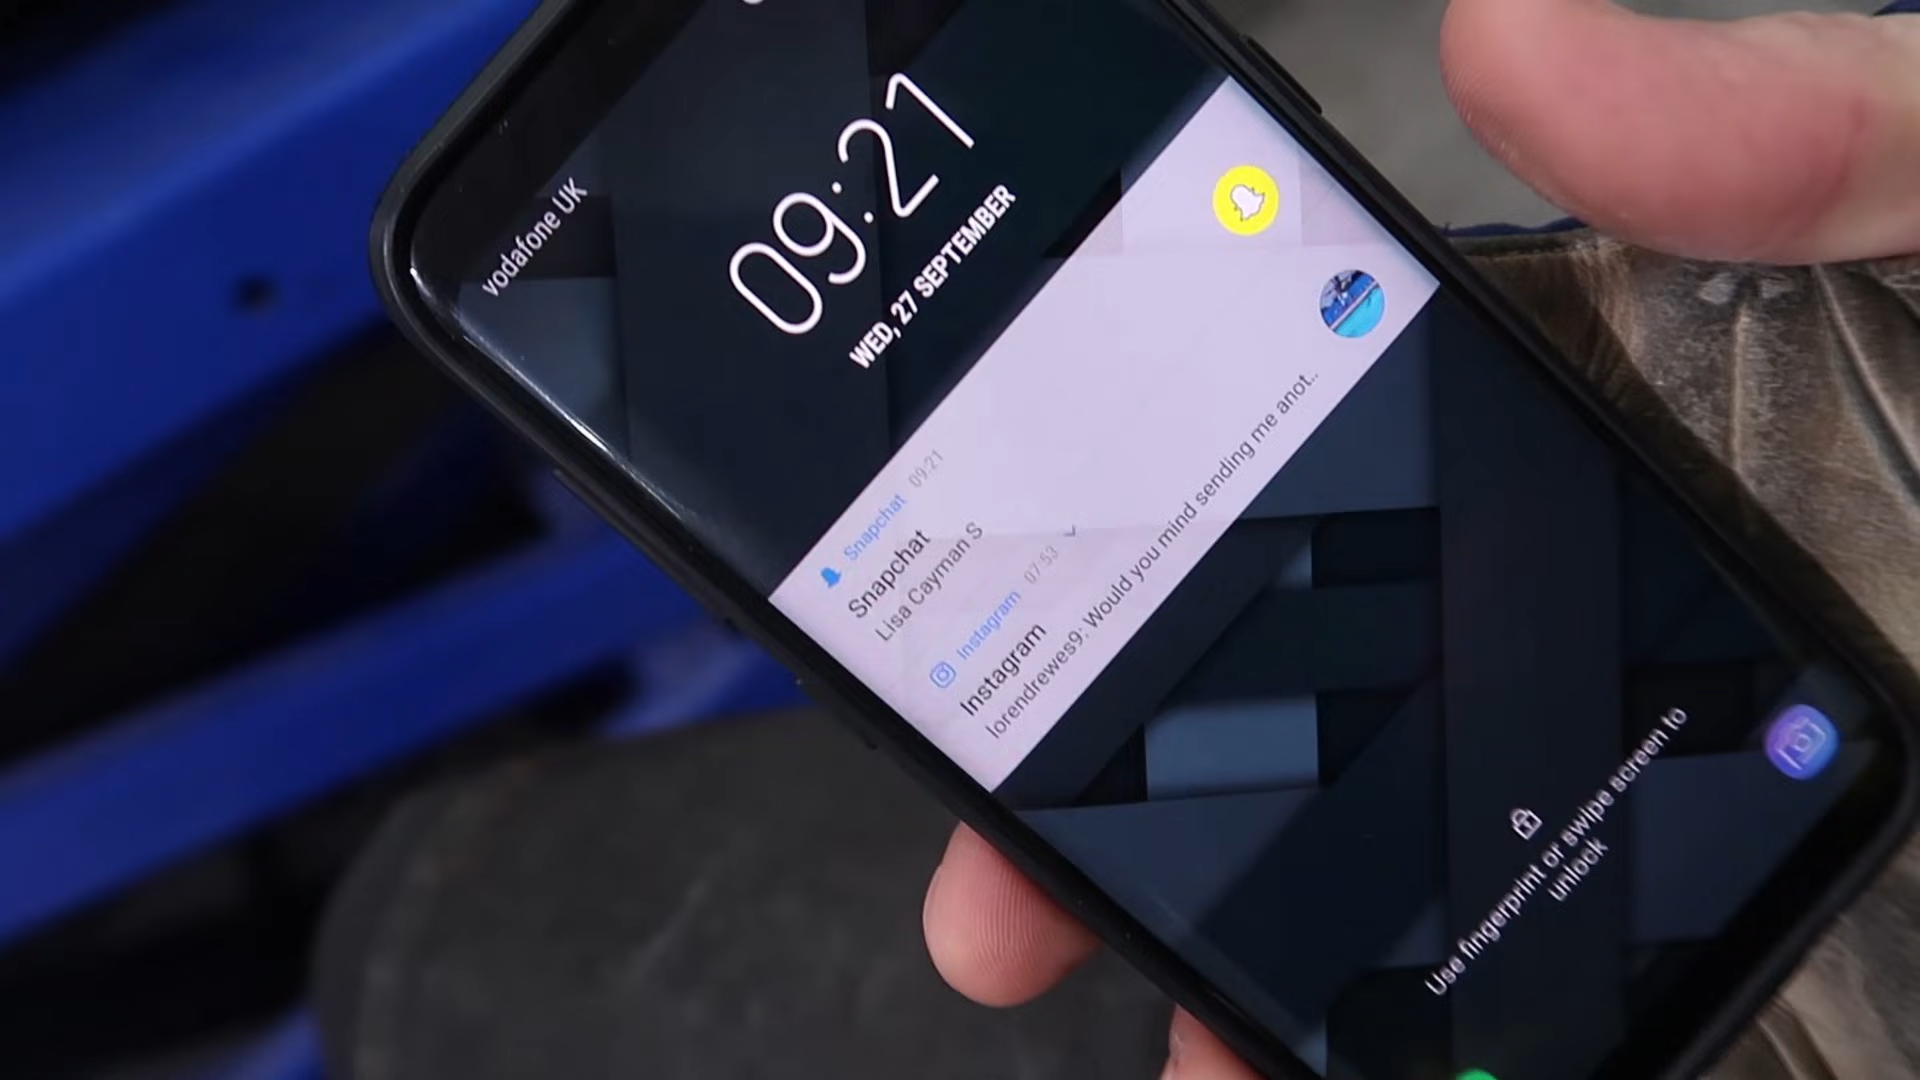 vodafone UK
09:21
WED, 27 SEPTEMBER
Snapchat 09:21
Snapchat
Lisa Cayman S
Instagram 07:53
Instagram
lorendrewes9: Would you mind sending me anot..
Use fingerprint or swipe screen to
unlock